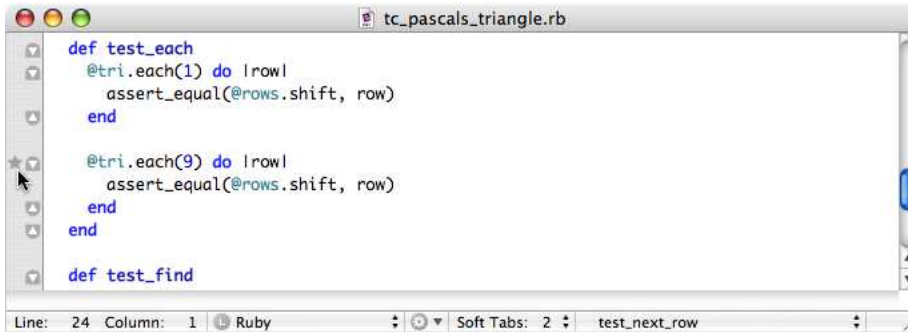 tc_pascals_triangle.rb
def test_each
@tri.each(1) do |row|
assert_equal(@rows.shift, row)
end
@tri.each(9) do |row|
assert_equal(@rows.shift, row)
end
end
def test_find
Line: 24 Column: 1 L Ruby Soft Tabs: 2 test_next_row